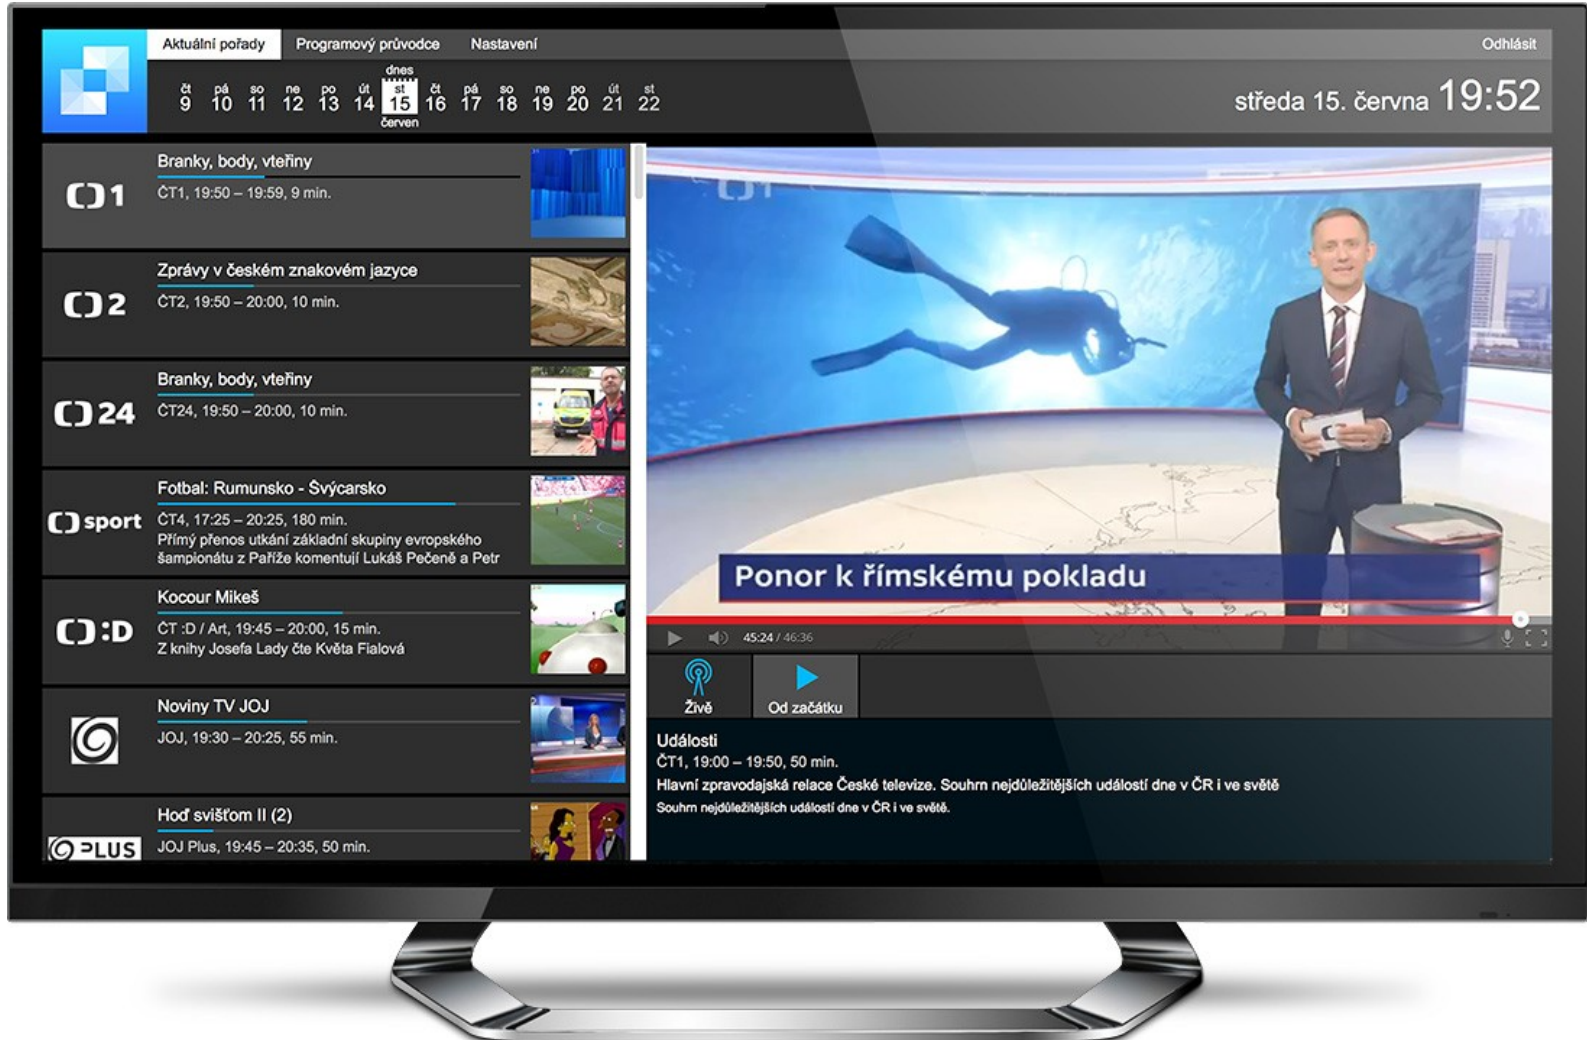 Aktuální pořady Programový průvodce Nastavení Odhlásit
dnes
čt pá so ne po út st čt pá so ne po út st
9 10 11 12 13 14 15 16 17 18 19 20 21 22
červen
středa 15. června 19:52
1
Branky, body, vteřiny
ČT1, 19:50 – 19:59, 9 min.
2
Zprávy v českém znakovém jazyce
ČT2, 19:50 – 20:00, 10 min.
24
Branky, body, vteřiny
ČT24, 19:50 – 20:00, 10 min.
sport
Fotbal: Rumunsko - Švýcarsko
ČT4, 17:25 – 20:25, 180 min.
Přímý přenos utkání základní skupiny evropského
šampionátu z Paříže komentují Lukáš Pečeně a Petr
:D
Kocour Mikeš
ČT :D / Art, 19:45 – 20:00, 15 min.
Z knihy Josefa Lady čte Květa Fialová
Noviny TV JOJ
JOJ, 19:30 – 20:25, 55 min.
PLUS
Hoď svišťom II (2)
JOJ Plus, 19:45 – 20:35, 50 min.
1
Ponor k římskému pokladu
45:24 / 46:36
Živě
Od začátku
Události
ČT1, 19:00 – 19:50, 50 min.
Hlavní zpravodajská relace České televize. Souhrn nejdůležitějších událostí dne v ČR i ve světě
Souhrn nejdůležitějších událostí dne v ČR i ve světě.